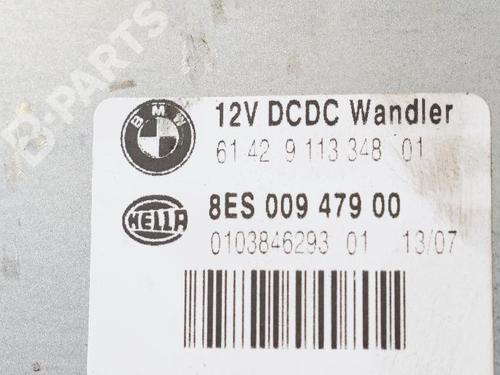 B-PARTS
BMW
12V DCDC Wandler
61 42 9 113 348 01
HELLA
8ES 009 479 00
0103846293 01 13/07